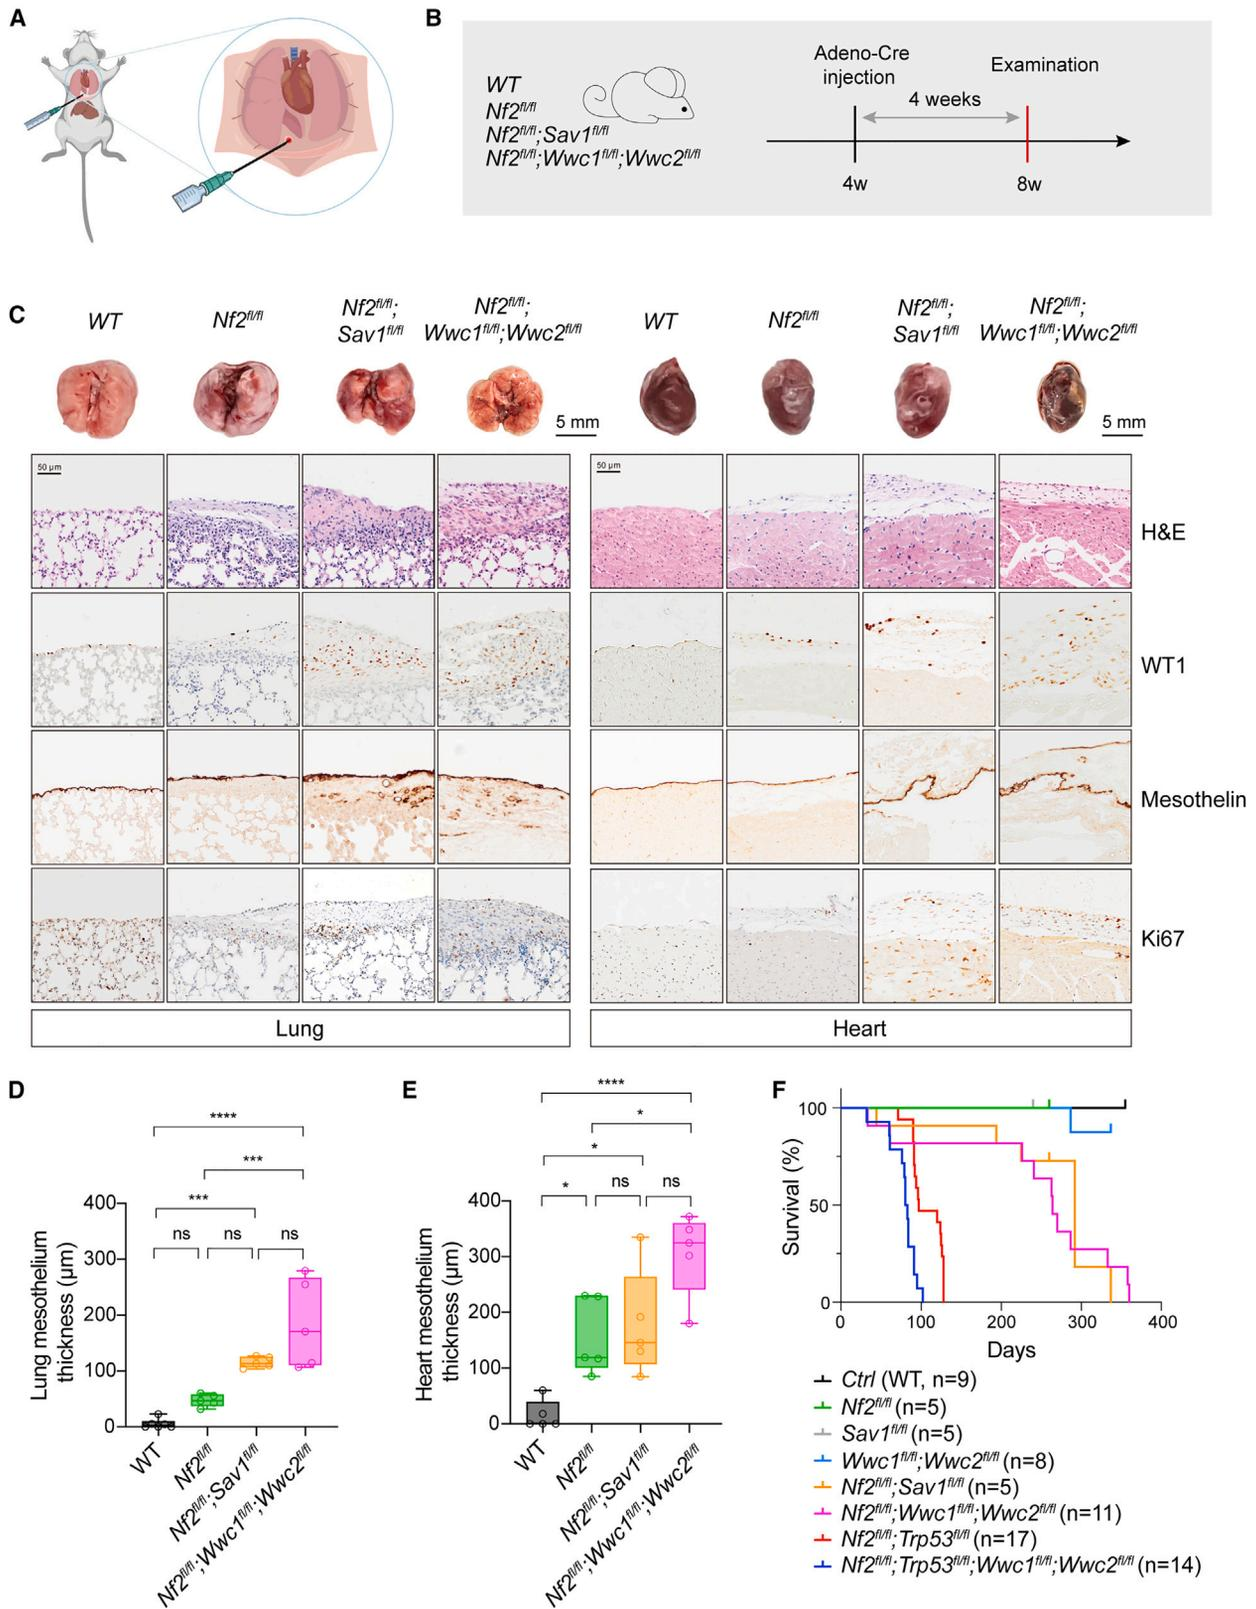 A
B
WT
Nf2fl/fl
Nf2fl/fl;Sav1fl/fl
Nf2fl/fl;Wwc1fl/fl;Wwc2fl/fl
Adeno-Cre
injection
Examination
4 weeks
4w
8w
C
WT
Nf2fl/fl
Nf2fl/fl;
Sav1fl/fl
Nf2fl/fl;
Wwc1fl/fl;Wwc2fl/fl
WT
Nf2fl/fl
Nf2fl/fl;
Sav1fl/fl
Nf2fl/fl;
Wwc1fl/fl;Wwc2fl/fl
5 mm
5 mm
50 µm
50 µm
H&E
WT1
Mesothelin
Ki67
Lung
Heart
D
****
***
***
ns
ns
ns
Lung mesothelium
thickness (µm)
400
300
200
100
0
WT
Nf2fl/fl
Nf2fl/fl;Sav1fl/fl
Nf2fl/fl;Wwc1fl/fl;Wwc2fl/fl
E
****
*
*
*
ns
ns
Heart mesothelium
thickness (µm)
400
300
200
100
0
WT
Nf2fl/fl
Nf2fl/fl;Sav1fl/fl
Nf2fl/fl;Wwc1fl/fl;Wwc2fl/fl
F
Survival (%)
100
50
0
0
100
200
300
400
Days
Ctrl (WT, n=9)
Nf2fl/fl (n=5)
Sav1fl/fl (n=5)
Wwc1fl/fl;Wwc2fl/fl (n=8)
Nf2fl/fl;Sav1fl/fl (n=5)
Nf2fl/fl;Wwc1fl/fl;Wwc2fl/fl (n=11)
Nf2fl/fl;Trp53fl/fl (n=17)
Nf2fl/fl;Trp53fl/fl;Wwc1fl/fl;Wwc2fl/fl (n=14)